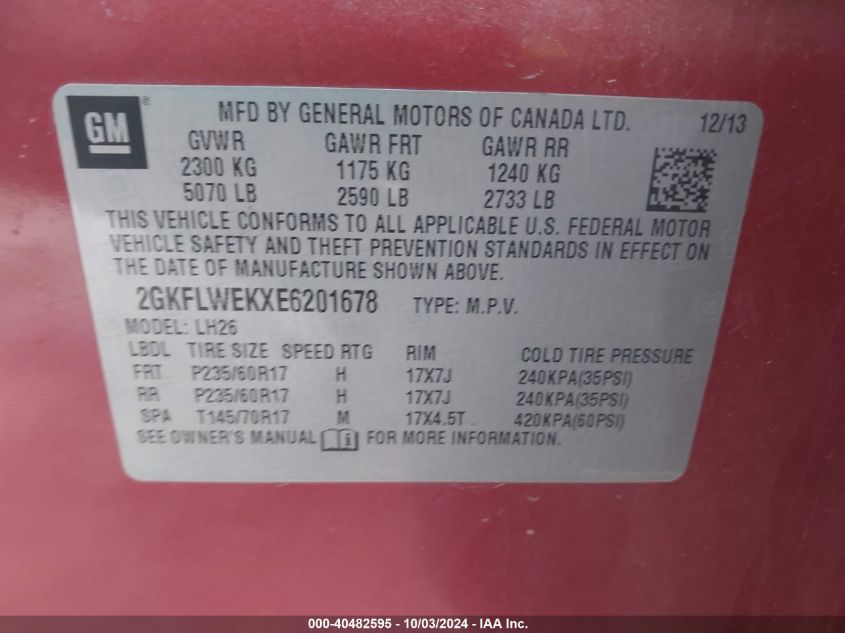 GM ® MFD BY GENERAL MOTORS OF CANADA LTD. 12/13
GVWR GAWR FRT GAWR RR
2300 KG 1175 KG 1240 KG
5070 LB 2590 LB 2733 LB
THIS VEHICLE CONFORMS TO ALL APPLICABLE U.S. FEDERAL MOTOR
VEHICLE SAFETY AND THEFT PREVENTION STANDARDS IN EFFECT ON
THE DATE OF MANUFACTURE SHOWN ABOVE.
2GKFLWEKXE6201678 TYPE: M.P.V.
MODEL: LH26
LBDL TIRE SIZE SPEED RTG RIM COLD TIRE PRESSURE
FRT P235/60R17 H 17X7J 240KPA(35PSI)
RR P235/60R17 H 17X7J 240KPA(35PSI)
SPA T145/70R17 M 17X4.5T 420KPA(60PSI)
SEE OWNER'S MANUAL FOR MORE INFORMATION.
000-40482595 - 10/03/2024 - IAA Inc.